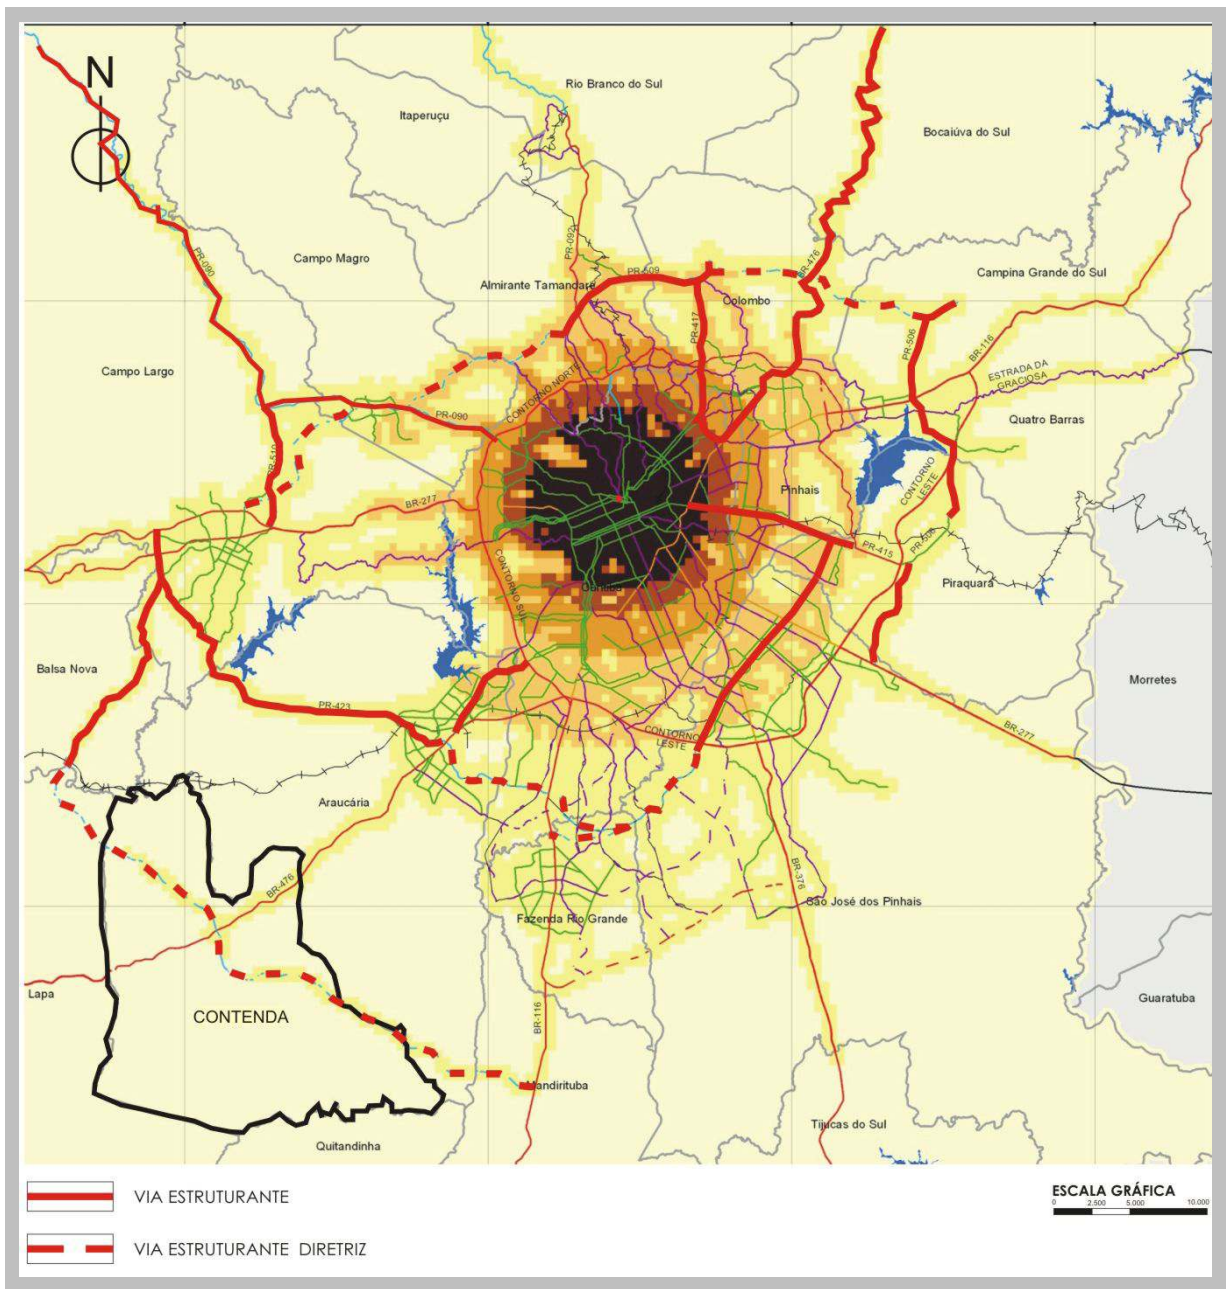 N
Rio Branco do Sul
Itaperuçu
Bocaiúva do Sul
PR-092
PR-090
Campo Magro
PR-509
BR-476
Campina Grande do Sul
Almirante Tamandaré
Colombo
PR-417
PR-506
BR-116
Campo Largo
CONTORNO NORTE
ESTRADA DA
GRACIOSA
PR-090
Quatro Barras
PR-510
CONTORNO
LESTE
Pinhais
BR-277
PR-415
PR-506
Piraquara
Curitiba
CONTORNO SUL
Balsa Nova
Morretes
PR-423
CONTORNO
LESTE
BR-277
Araucária
BR-476
BR-376
São José dos Pinhais
Fazenda Rio Grande
Lapa
CONTENDA
BR-116
Guaratuba
Mandirituba
Tijucas do Sul
Quitandinha
VIA ESTRUTURANTE
ESCALA GRÁFICA
0 2.500 5.000 10.000
VIA ESTRUTURANTE DIRETRIZ